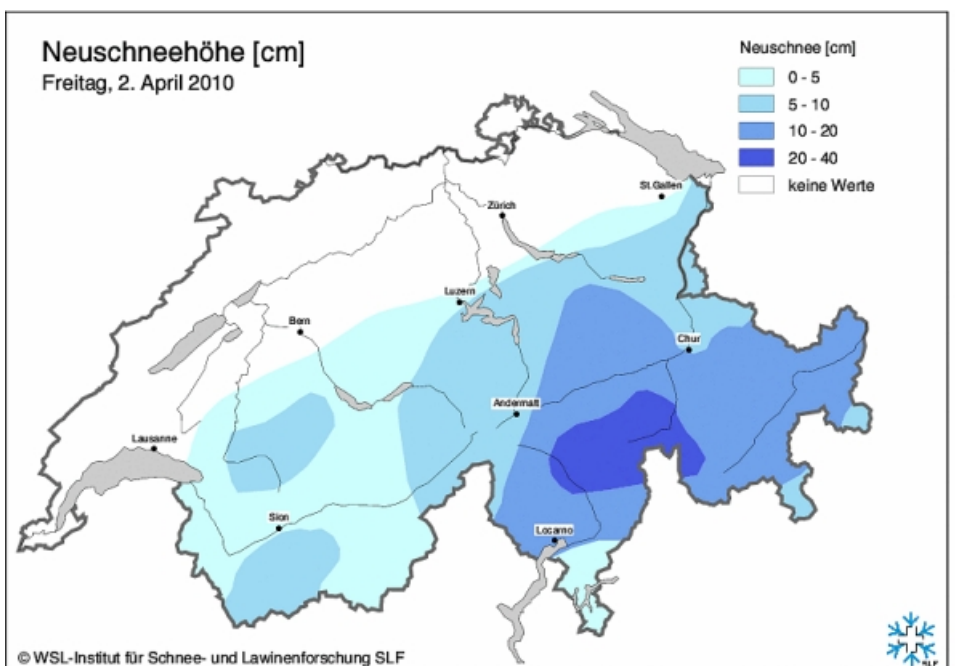 Neuschneehöhe [cm]
Freitag, 2. April 2010
Neuschnee [cm]
0 - 5
5 - 10
10 - 20
20 - 40
keine Werte
St.Gallen
Zürich
Luzern
Bern
Chur
Andermatt
Lausanne
Sion
Locarno
© WSL-Institut für Schnee- und Lawinenforschung SLF
SLF